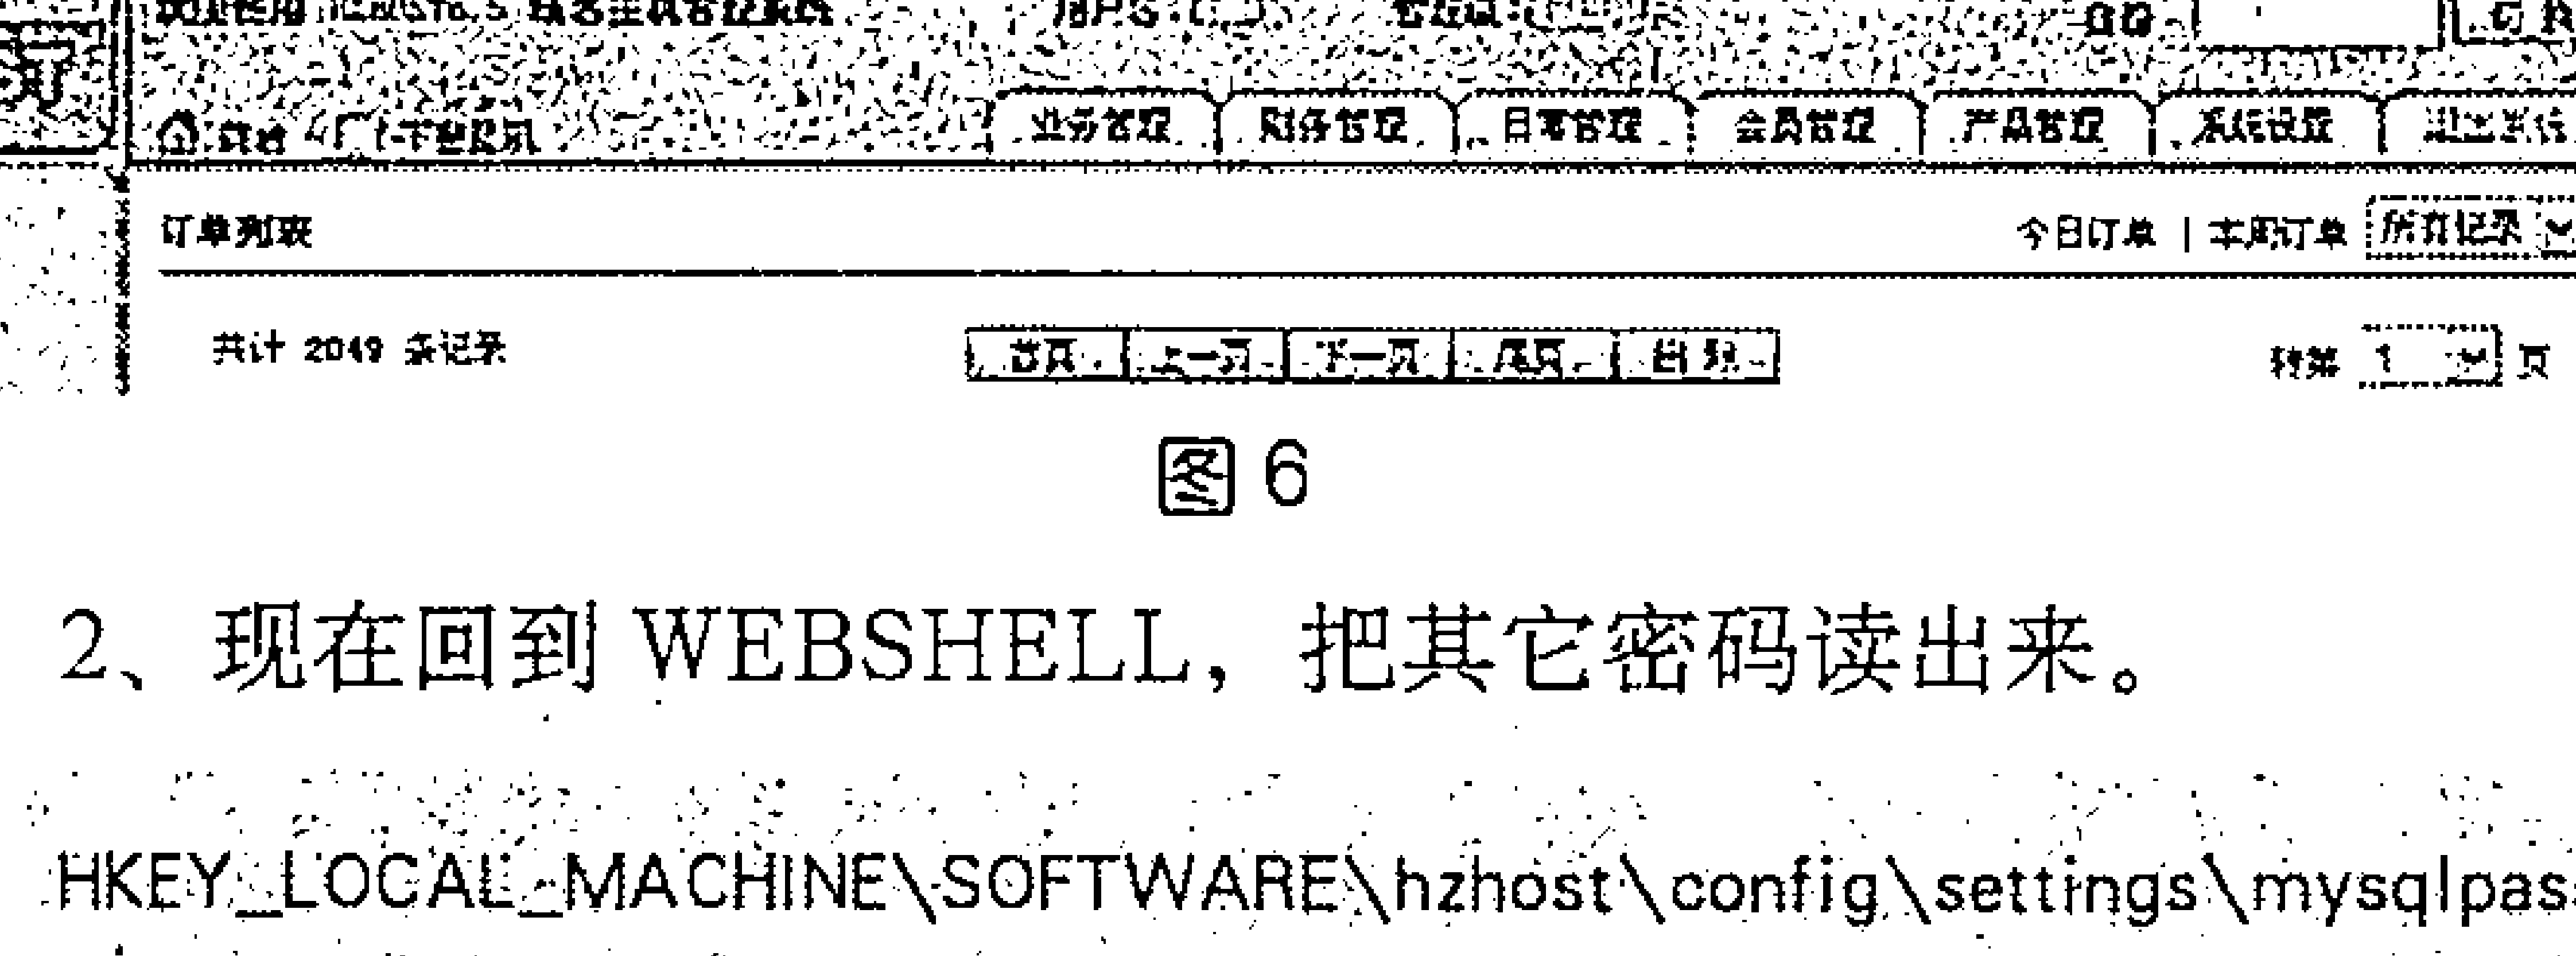 业务管理 财务管理 日常管理 会员管理 产品管理 系统设置
订单列表 今日订单 | 本周订单 所有记录
共计 2049 条记录 首页 上一页 下一页 尾页 转第 1 页
图 6
2、现在回到 WEBSHELL，把其它密码读出来。
HKEY_LOCAL_MACHINE\SOFTWARE\hzhost\config\settings\mysqlpas